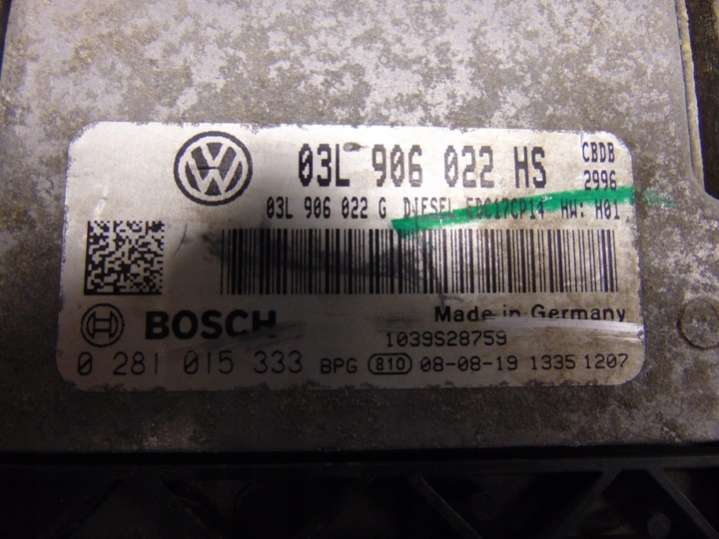 03L 906 022 HS CBDB
2996
03L 906 022 G DIESEL EDC17CP14 HW: H01
BOSCH Made in Germany
1039S28759
0 281 015 333 BPG 810 08-08-19 1335 1207